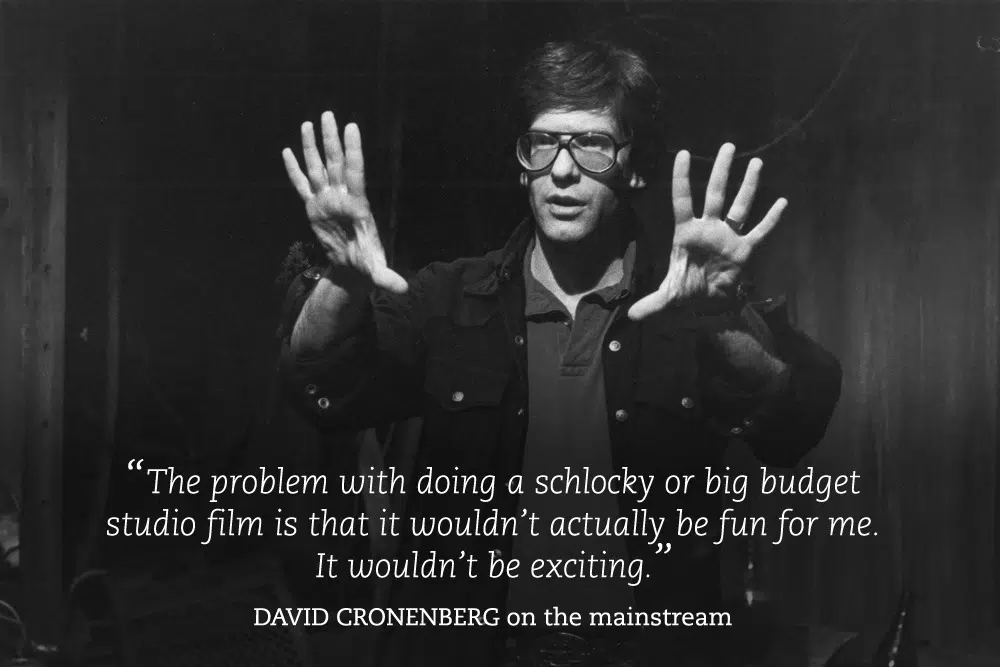 “The problem with doing a schlocky or big budget
studio film is that it wouldn’t actually be fun for me.
It wouldn’t be exciting.”
DAVID CRONENBERG on the mainstream